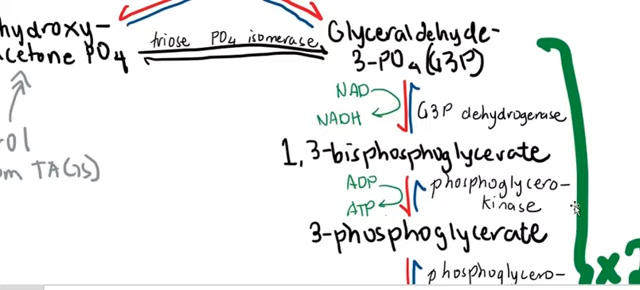 hydroxy-
acetone PO4
triose PO4 isomerase
Glyceraldehyde-
3-PO4 (G3P)
NAD
NADH
G3P dehydrogenase
1,3-bisphosphoglycerate
ol
om TAGs)
ADP
ATP
phosphoglycero-
kinase
3-phosphoglycerate
phosphoglycero-
x2